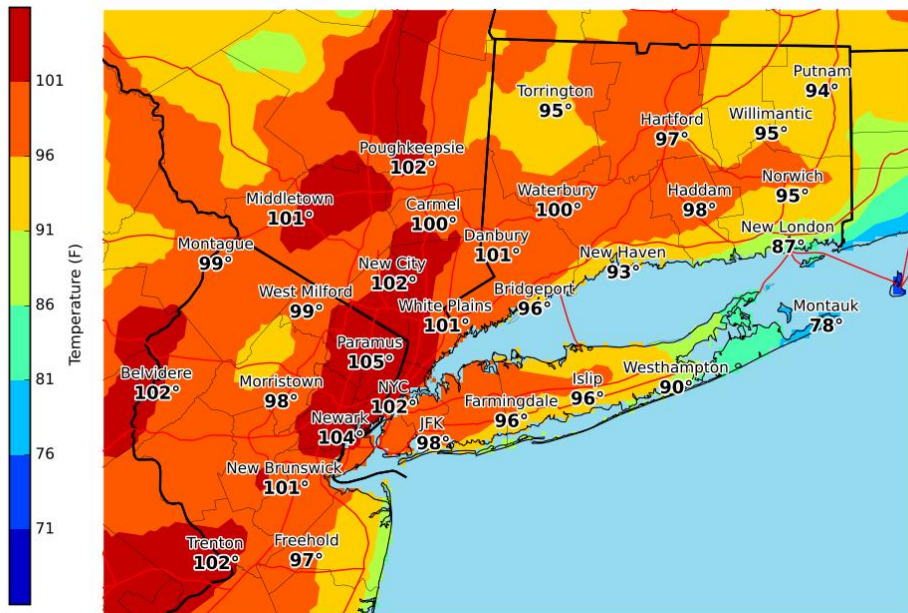 101
96
91
86
81
76
71
Temperature (F)
Putnam
94°
Torrington
95°
Hartford
97°
Willimantic
95°
Poughkeepsie
102°
Middletown
101°
Carmel
100°
Waterbury
100°
Haddam
98°
Norwich
95°
Montague
99°
Danbury
101°
New Haven
93°
New London
87°
New City
102°
West Milford
99°
White Plains
101°
Bridgeport
96°
Montauk
78°
Paramus
105°
Belvidere
102°
Morristown
98°
NYC
102°
Farmingdale
96°
Islip
96°
Westhampton
90°
Newark
104°
JFK
98°
New Brunswick
101°
Trenton
102°
Freehold
97°